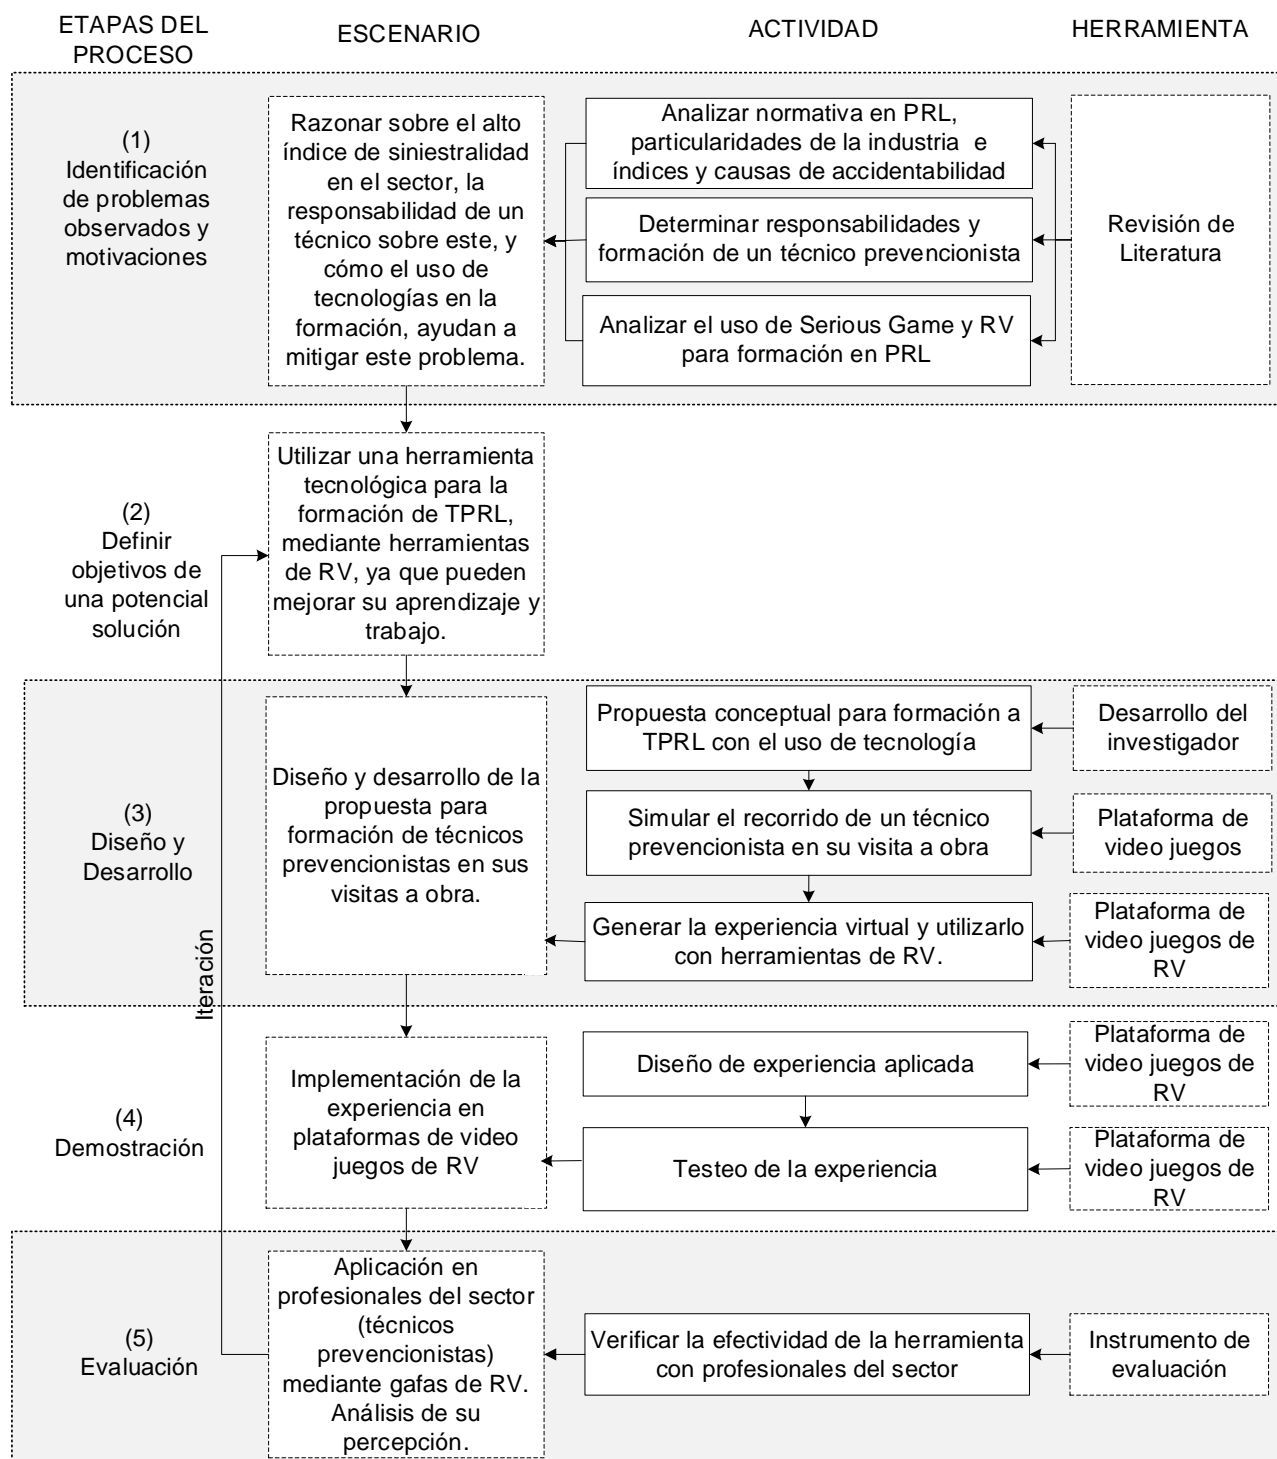 ETAPAS DEL
PROCESO
ESCENARIO
ACTIVIDAD
HERRAMIENTA
(1)
Identificación
de problemas
observados y
motivaciones
Razonar sobre el alto
índice de siniestralidad
en el sector, la
responsabilidad de un
técnico sobre este, y
cómo el uso de
tecnologías en la
formación, ayudan a
mitigar este problema.
Analizar normativa en PRL,
particularidades de la industria e
índices y causas de accidentabilidad
Determinar responsabilidades y
formación de un técnico prevencionista
Analizar el uso de Serious Game y RV
para formación en PRL
Revisión de
Literatura
(2)
Definir
objetivos de
una potencial
solución
Utilizar una herramienta
tecnológica para la
formación de TPRL,
mediante herramientas
de RV, ya que pueden
mejorar su aprendizaje y
trabajo.
(3)
Diseño y
Desarrollo
Diseño y desarrollo de la
propuesta para
formación de técnicos
prevencionistas en sus
visitas a obra.
Propuesta conceptual para formación a
TPRL con el uso de tecnología
Desarrollo del
investigador
Simular el recorrido de un técnico
prevencionista en su visita a obra
Plataforma de
video juegos
Generar la experiencia virtual y utilizarlo
con herramientas de RV.
Plataforma de
video juegos de
RV
Iteración
(4)
Demostración
Implementación de la
experiencia en
plataformas de video
juegos de RV
Diseño de experiencia aplicada
Plataforma de
video juegos de
RV
Testeo de la experiencia
Plataforma de
video juegos de
RV
(5)
Evaluación
Aplicación en
profesionales del sector
(técnicos
prevencionistas)
mediante gafas de RV.
Análisis de su
percepción.
Verificar la efectividad de la herramienta
con profesionales del sector
Instrumento de
evaluación